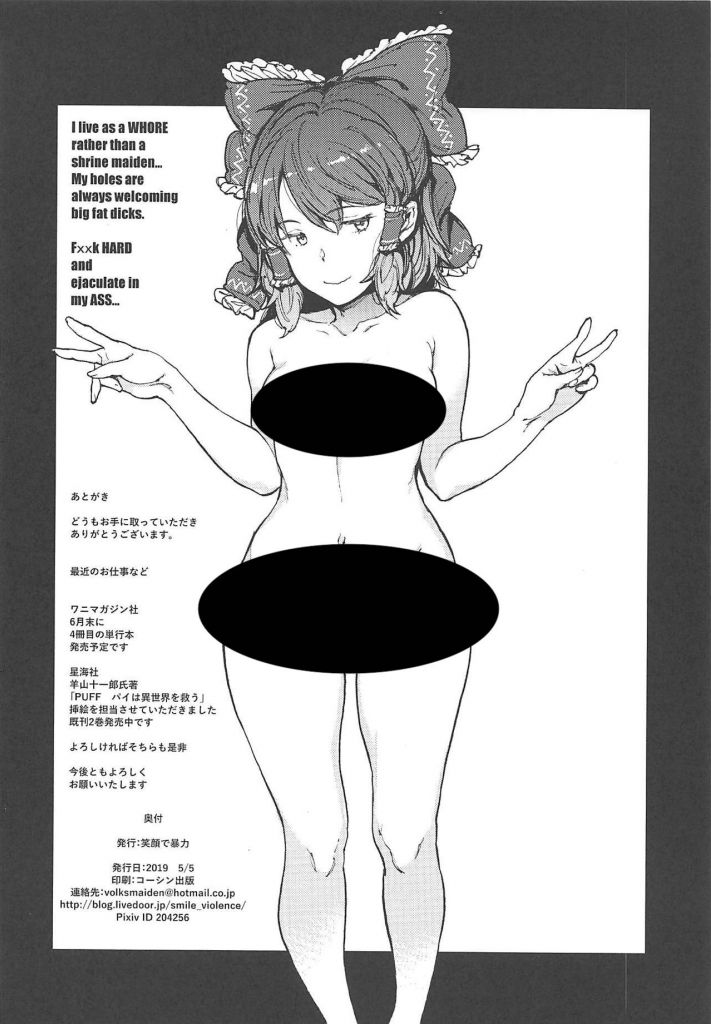 I live as a WHORE
rather than a
shrine maiden...
My holes are
always welcoming
big fat dicks.
F××k HARD
and
ejaculate in
my ASS...
あとがき
どうもお手に取っていただき
ありがとうございます。
最近のお仕事など
ワニマガジン社
6月末に
4冊目の単行本
発売予定です
星海社
羊山十一郎氏著
「PUFF　パイは異世界を救う」
挿絵を担当させていただきました
既刊2巻発売中です
よろしければそちらも是非
今後ともよろしく
お願いいたします
奥付
発行:笑顔で暴力
発行日:2019　5/5
印刷:コーシン出版
連絡先:volksmaiden@hotmail.co.jp
http://blog.livedoor.jp/smile_violence/
Pixiv ID 204256